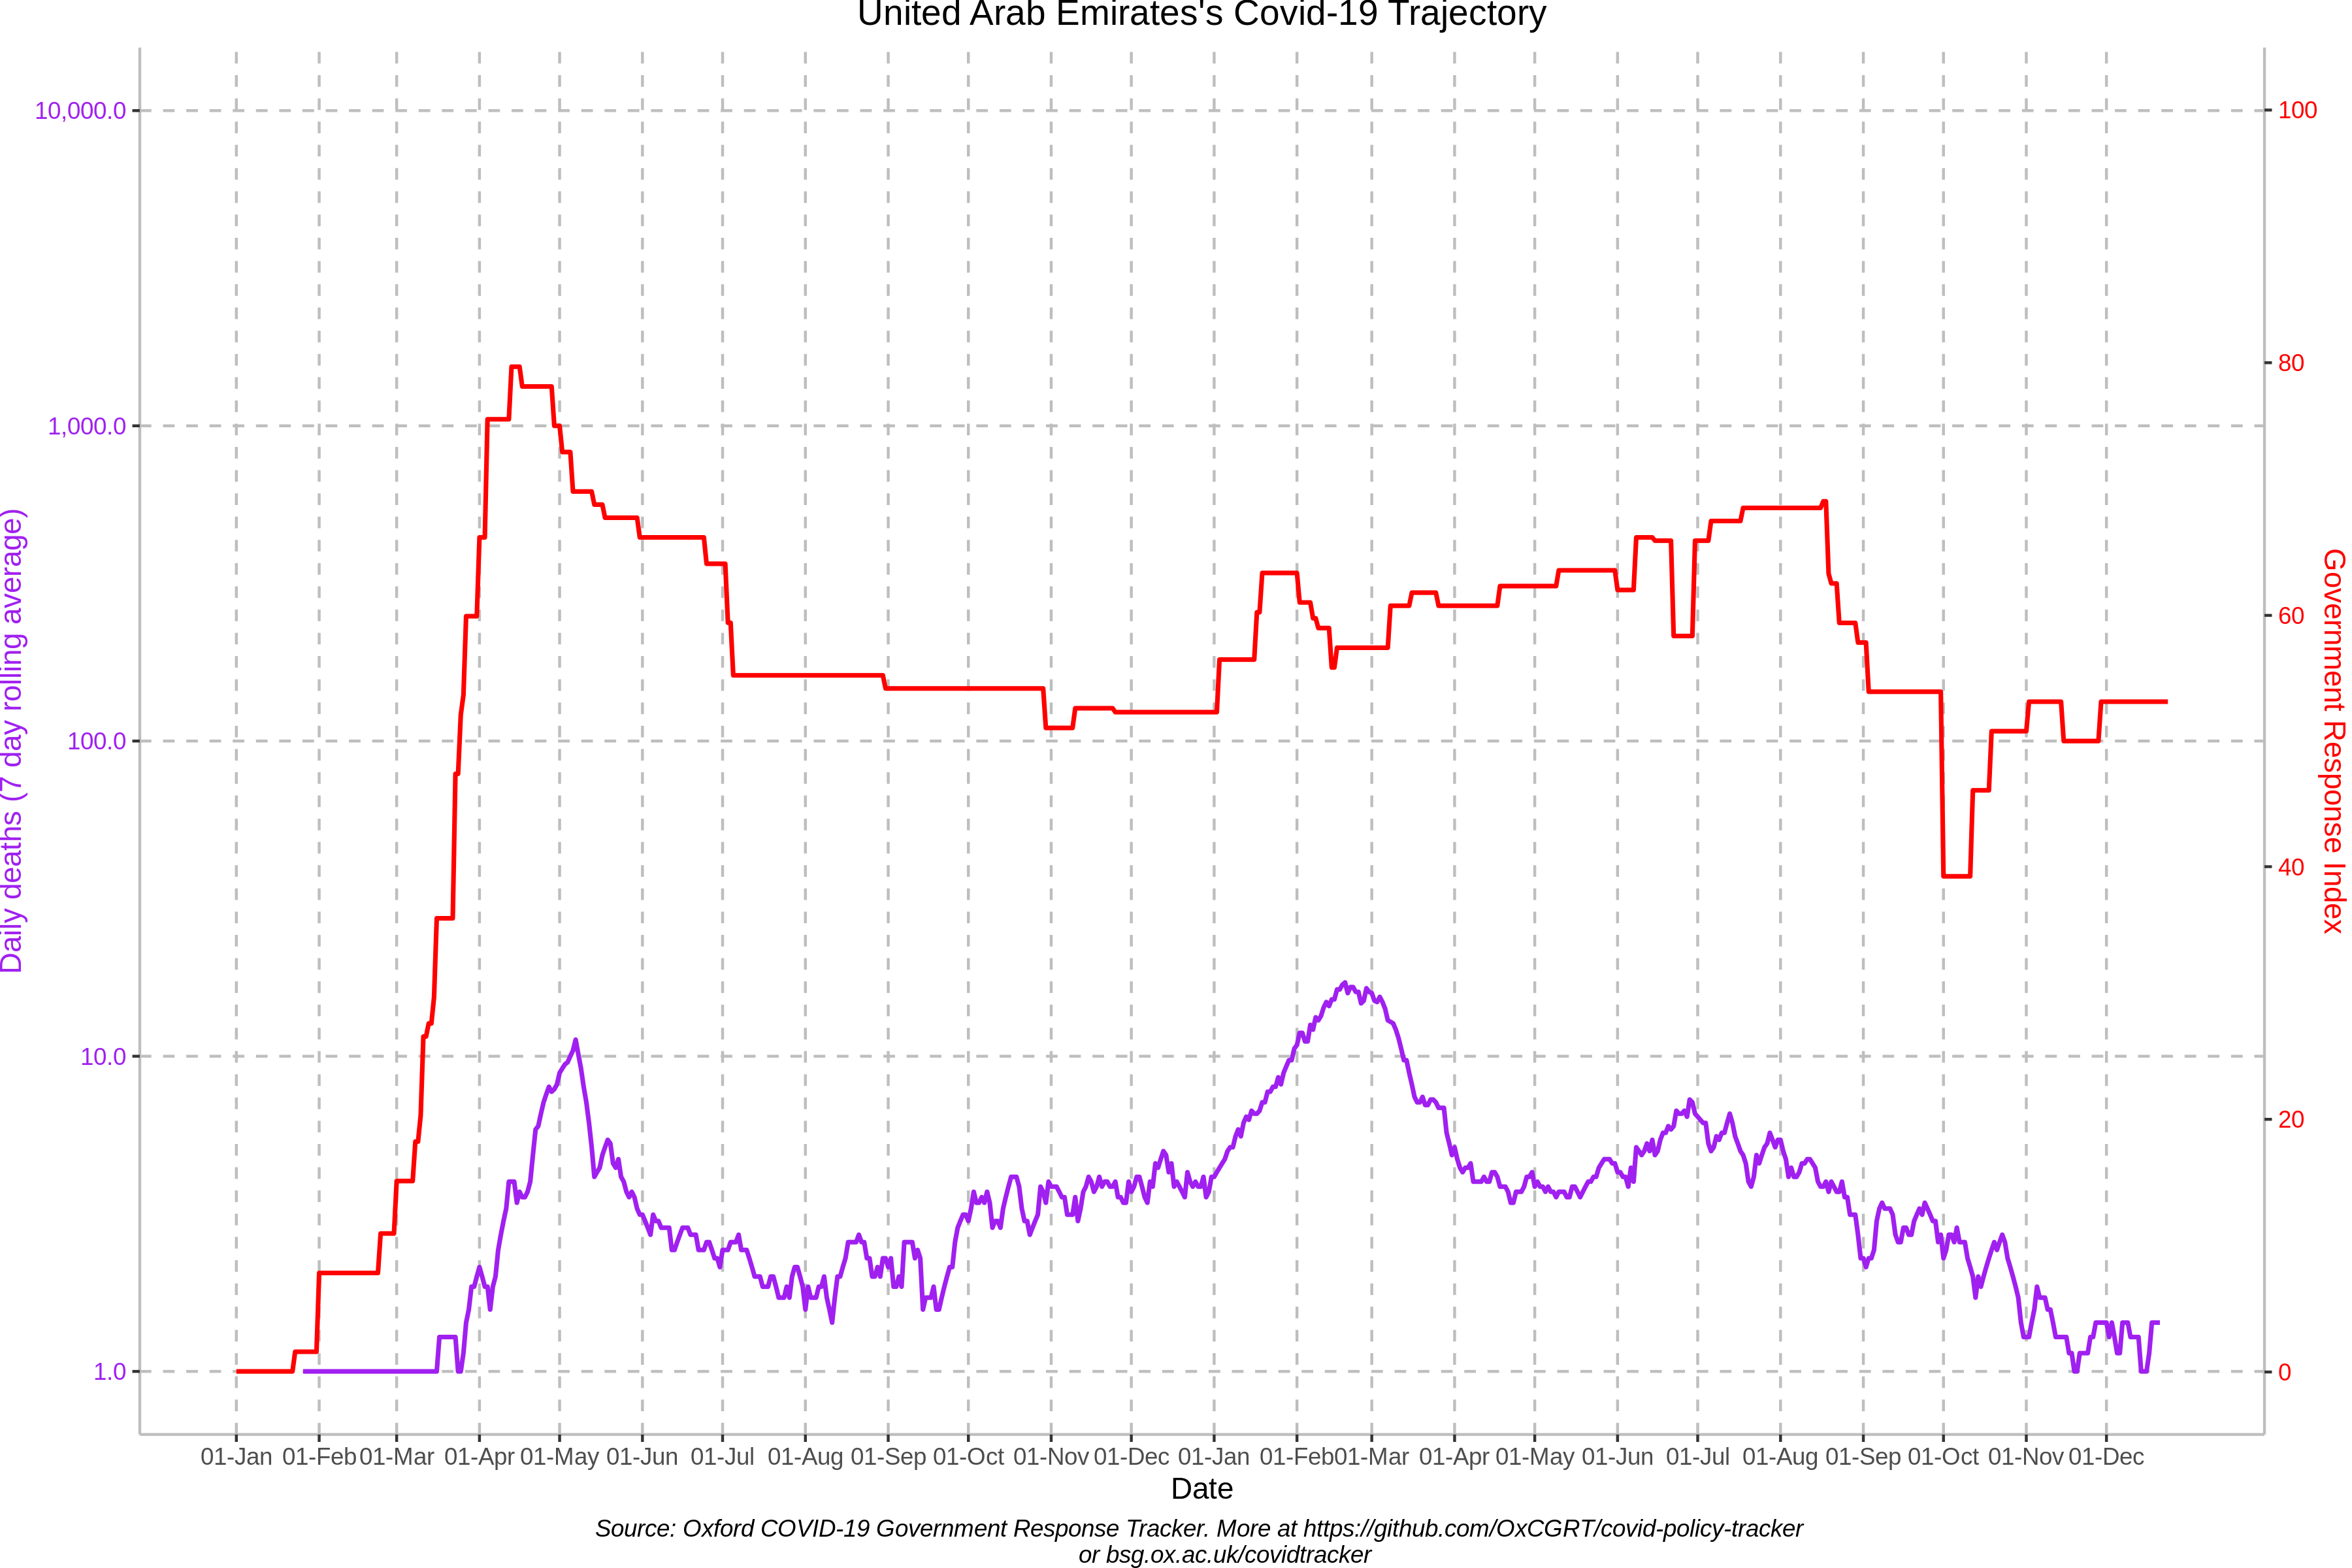 United Arab Emirates's Covid-19 Trajectory
10,000.0
1,000.0
100.0
10.0
1.0
Daily deaths (7 day rolling average)
100
80
60
40
20
0
Government Response Index
01-Jan 01-Feb 01-Mar 01-Apr 01-May 01-Jun 01-Jul 01-Aug 01-Sep 01-Oct 01-Nov 01-Dec 01-Jan 01-Feb 01-Mar 01-Apr 01-May 01-Jun 01-Jul 01-Aug 01-Sep 01-Oct 01-Nov 01-Dec
Date
Source: Oxford COVID-19 Government Response Tracker. More at https://github.com/OxCGRT/covid-policy-tracker
or bsg.ox.ac.uk/covidtracker